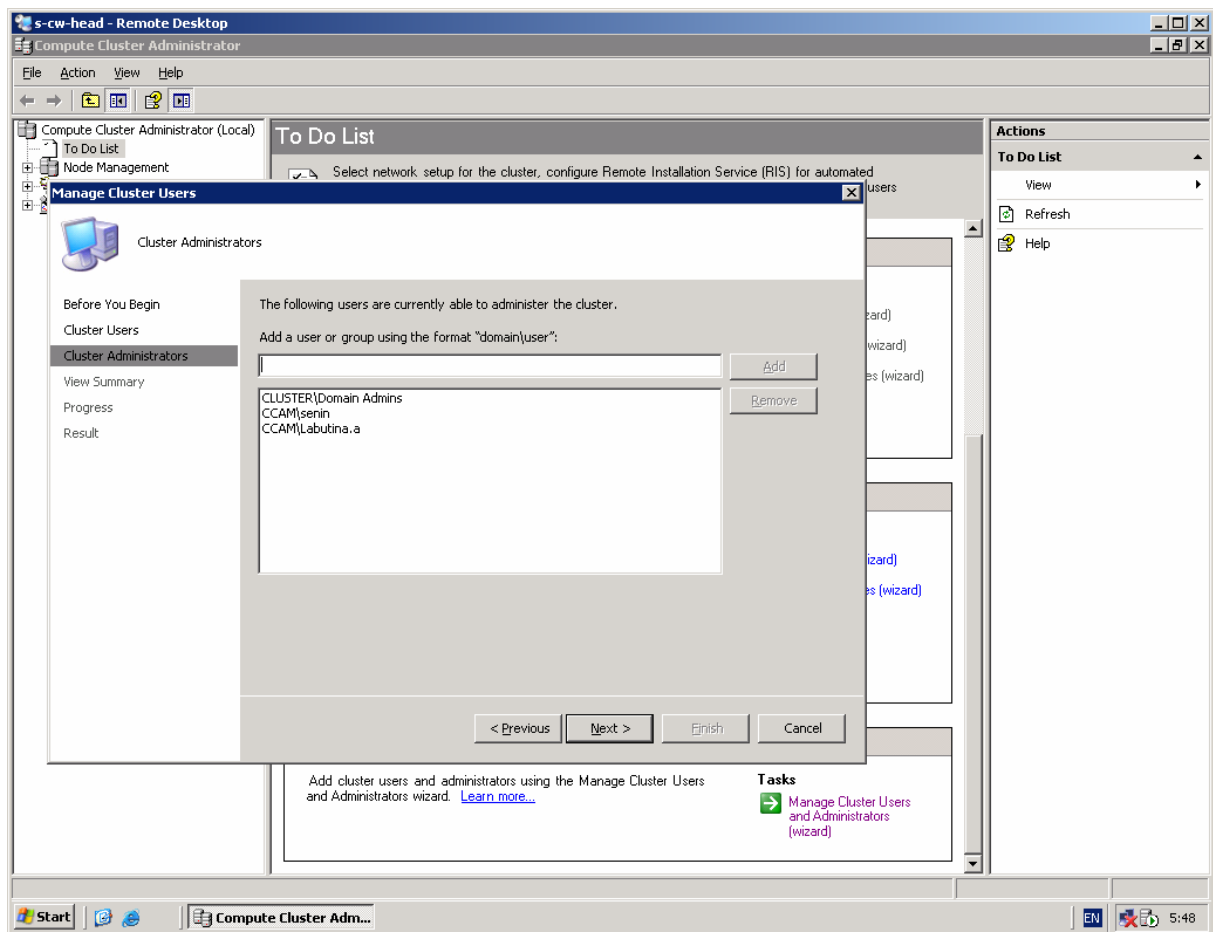 s-cw-head - Remote Desktop
Compute Cluster Administrator
File Action View Help
Compute Cluster Administrator (Local)
To Do List
Node Management
To Do List
Select network setup for the cluster, configure Remote Installation Service (RIS) for automated
users
Actions
To Do List
View
Refresh
Help
Manage Cluster Users
Cluster Administrators
Before You Begin
Cluster Users
Cluster Administrators
View Summary
Progress
Result
The following users are currently able to administer the cluster.
Add a user or group using the format "domain\user":
Add
CLUSTER\Domain Admins
CCAM\senin
CCAM\Labutina.a
Remove
wizard)
(wizard)
(wizard)
< Previous
Next >
Finish
Cancel
Add cluster users and administrators using the Manage Cluster Users
and Administrators wizard. Learn more...
Tasks
Manage Cluster Users
and Administrators
(wizard)
Start
Compute Cluster Adm...
EN
5:48